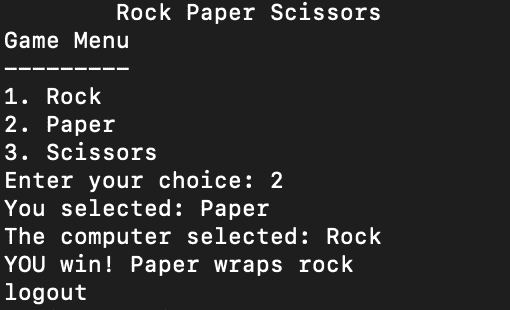 Rock Paper Scissors
Game Menu
---------
1. Rock
2. Paper
3. Scissors
Enter your choice: 2
You selected: Paper
The computer selected: Rock
YOU win! Paper wraps rock
logout